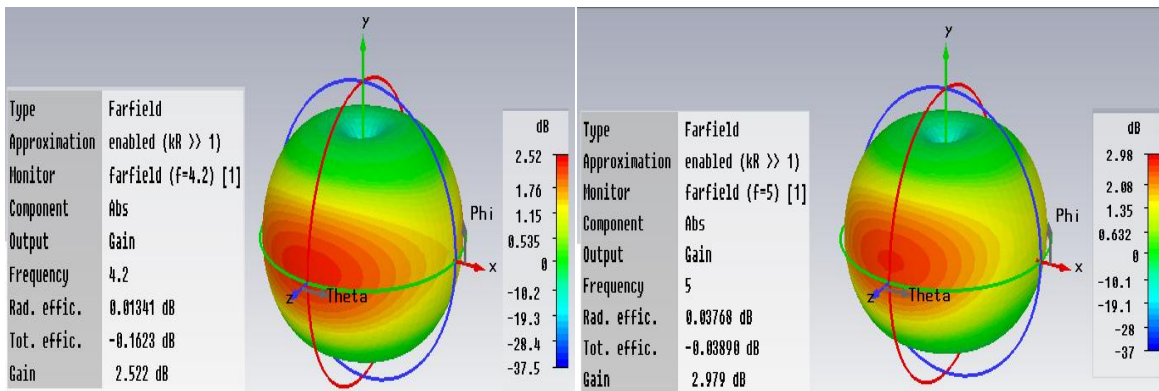 y
Type Farfield
Approximation enabled (kR >> 1)
Monitor farfield (f=4.2) [1]
Component Abs
Output Gain
Frequency 4.2
Rad. effic. 0.01341 dB
Tot. effic. -0.1623 dB
Gain 2.522 dB
Phi
x
z
Theta
dB
2.52
1.76
1.15
0.535
0
-10.2
-19.3
-28.4
-37.5
y
Type Farfield
Approximation enabled (kR >> 1)
Monitor farfield (f=5) [1]
Component Abs
Output Gain
Frequency 5
Rad. effic. 0.03768 dB
Tot. effic. -0.03890 dB
Gain 2.979 dB
Phi
x
z
Theta
dB
2.98
2.08
1.35
0.632
0
-10.1
-19.1
-28
-37